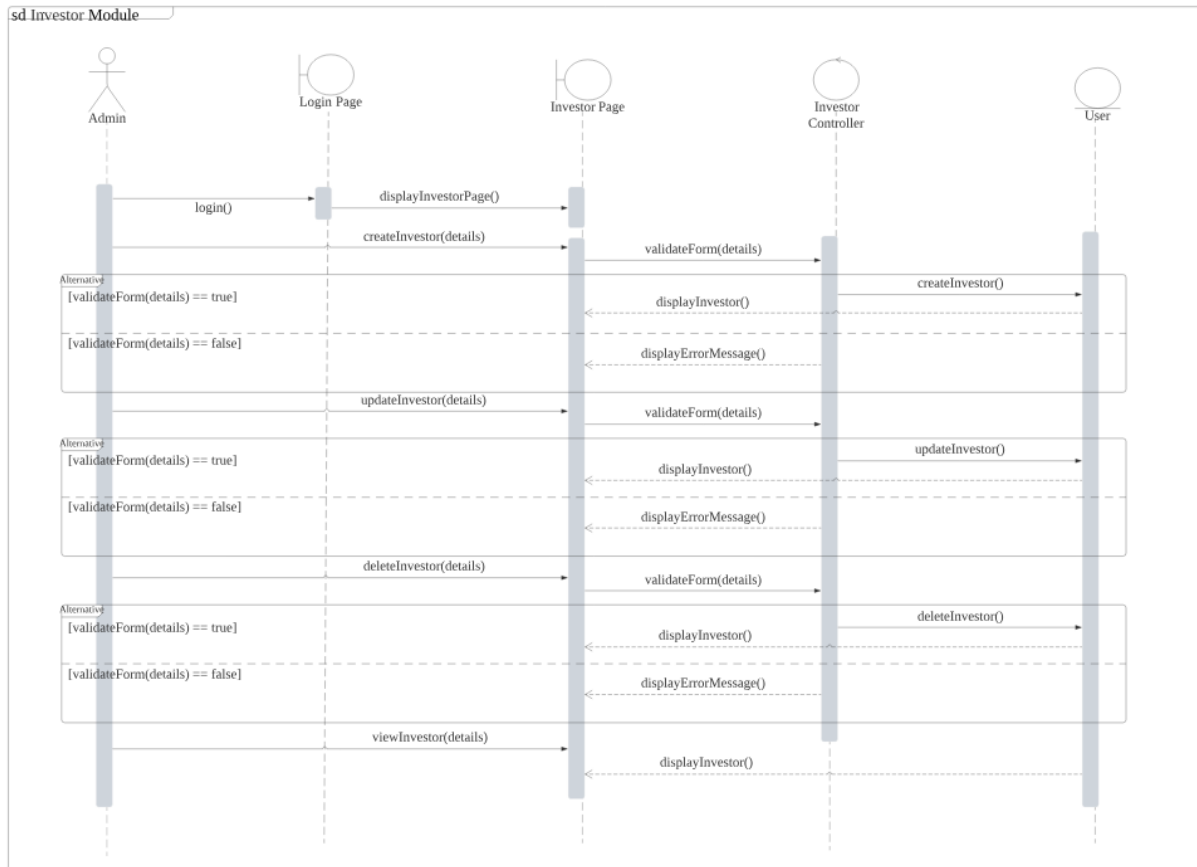 sd Investor Module
Admin
Login Page
Investor Page
Investor
Controller
User
login()
displayInvestorPage()
createInvestor(details)
validateForm(details)
Alternative
[validateForm(details) == true]
createInvestor()
displayInvestor()
[validateForm(details) == false]
displayErrorMessage()
updateInvestor(details)
validateForm(details)
Alternative
[validateForm(details) == true]
updateInvestor()
displayInvestor()
[validateForm(details) == false]
displayErrorMessage()
deleteInvestor(details)
validateForm(details)
Alternative
[validateForm(details) == true]
deleteInvestor()
displayInvestor()
[validateForm(details) == false]
displayErrorMessage()
viewInvestor(details)
displayInvestor()